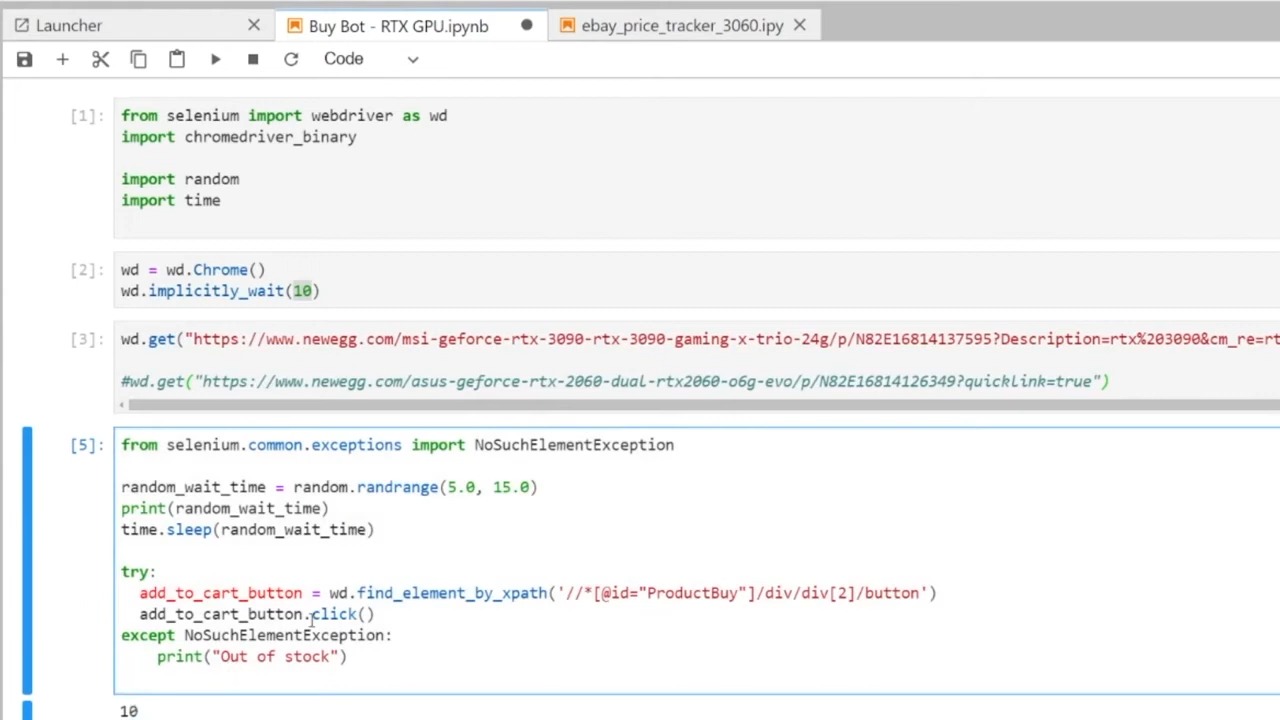 Launcher
Buy Bot - RTX GPU.ipynb
ebay_price_tracker_3060.ipy
Code
[1]:
from selenium import webdriver as wd
import chromedriver_binary
import random
import time
[2]:
wd = wd.Chrome()
wd.implicitly_wait(10)
[3]:
wd.get("https://www.newegg.com/msi-geforce-rtx-3090-rtx-3090-gaming-x-trio-24g/p/N82E16814137595?Description=rtx%203090&cm_re=rt
#wd.get("https://www.newegg.com/asus-geforce-rtx-2060-dual-rtx2060-o6g-evo/p/N82E16814126349?quicklink=true")
[5]:
from selenium.common.exceptions import NoSuchElementException
random_wait_time = random.randrange(5.0, 15.0)
print(random_wait_time)
time.sleep(random_wait_time)
try:
add_to_cart_button = wd.find_element_by_xpath('//*[@id="ProductBuy"]/div/div[2]/button')
add_to_cart_button.click()
except NoSuchElementException:
print("Out of stock")
10